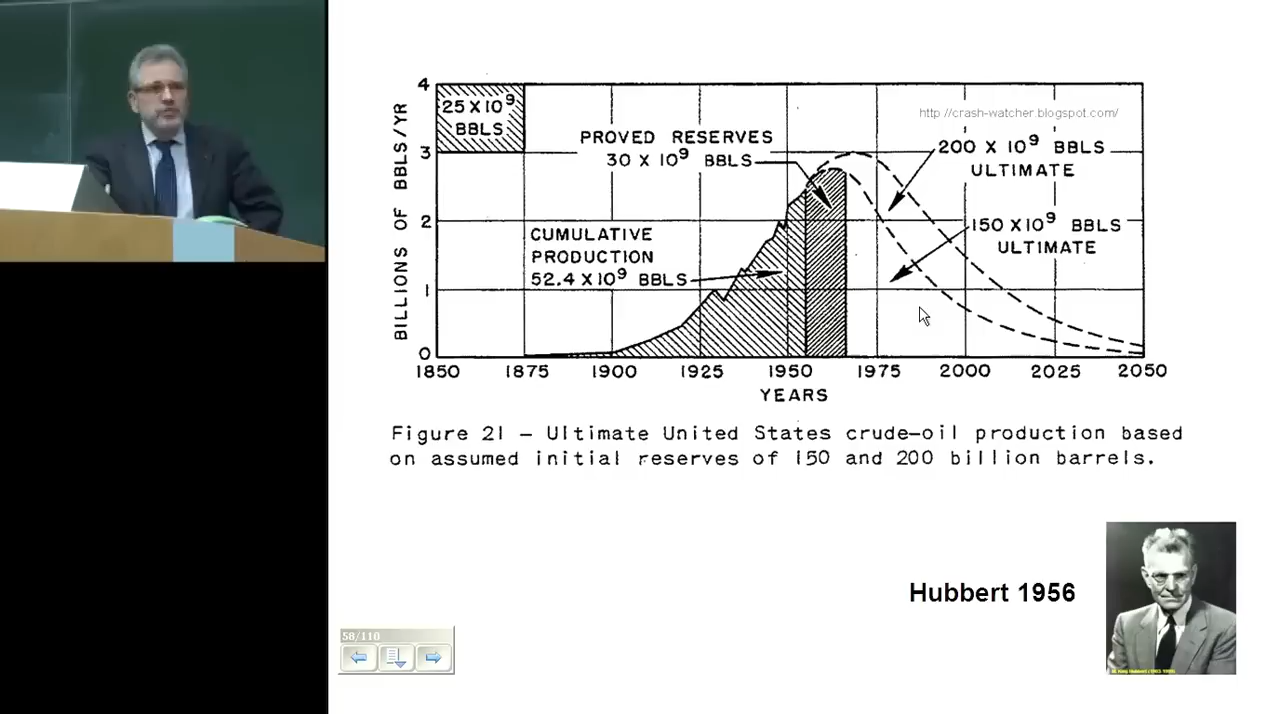 4
25 X 10⁹
BBLS
http://crash-watcher.blogspot.com/
PROVED RESERVES
30 X 10⁹ BBLS
200 X 10⁹ BBLS
ULTIMATE
3
BILLIONS OF BBLS/YR
2
CUMULATIVE
PRODUCTION
52.4 X 10⁹ BBLS
150 X 10⁹ BBLS
ULTIMATE
1
0
1850 1875 1900 1925 1950 1975 2000 2025 2050
YEARS
Figure 21 – Ultimate United States crude-oil production based
on assumed initial reserves of 150 and 200 billion barrels.
Hubbert 1956
58/110